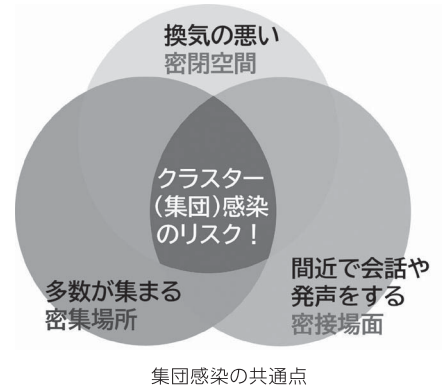 換気の悪い
密閉空間
クラスター
(集団)感染
のリスク!
多数が集まる
密集場所
間近で会話や
発声をする
密接場面
集団感染の共通点